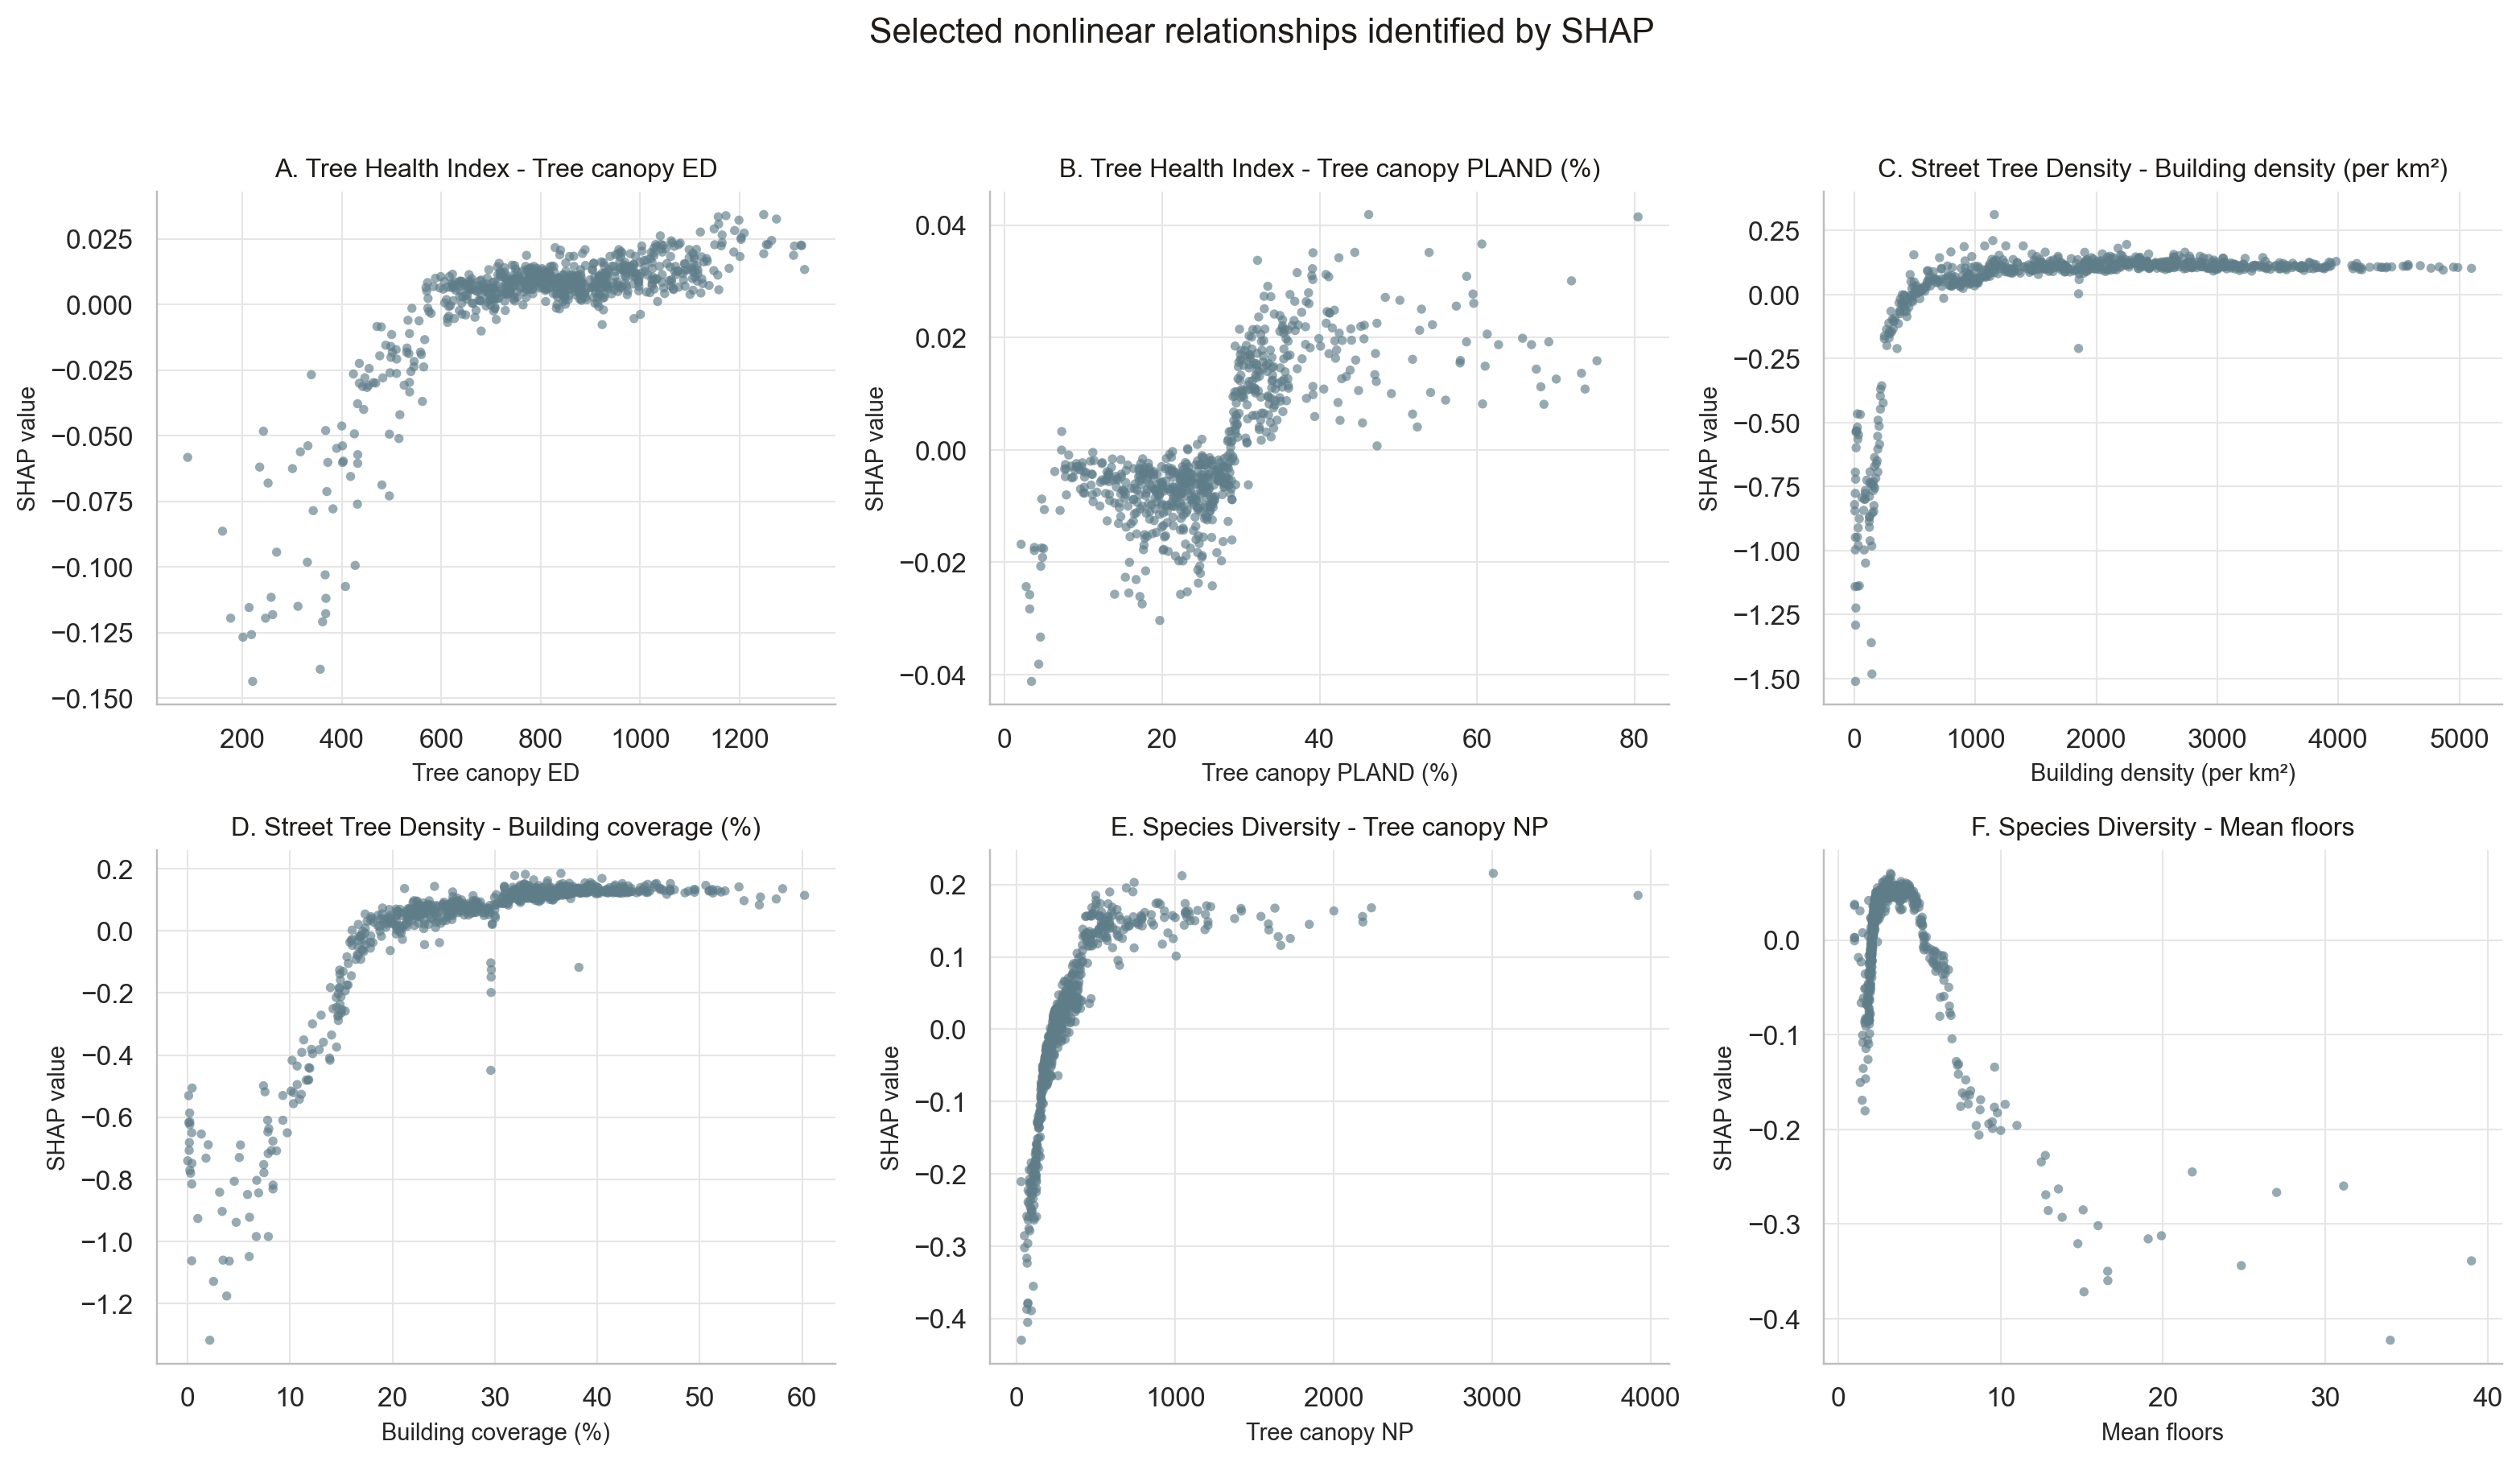 Selected nonlinear relationships identified by SHAP
A. Tree Health Index - Tree canopy ED
SHAP value
0.025
0.000
−0.025
−0.050
−0.075
−0.100
−0.125
−0.150
200 400 600 800 1000 1200
Tree canopy ED
B. Tree Health Index - Tree canopy PLAND (%)
SHAP value
0.04
0.02
0.00
−0.02
−0.04
0 20 40 60 80
Tree canopy PLAND (%)
C. Street Tree Density - Building density (per km²)
SHAP value
0.25
0.00
−0.25
−0.50
−0.75
−1.00
−1.25
−1.50
0 1000 2000 3000 4000 5000
Building density (per km²)
D. Street Tree Density - Building coverage (%)
SHAP value
0.2
0.0
−0.2
−0.4
−0.6
−0.8
−1.0
−1.2
0 10 20 30 40 50 60
Building coverage (%)
E. Species Diversity - Tree canopy NP
SHAP value
0.2
0.1
0.0
−0.1
−0.2
−0.3
−0.4
0 1000 2000 3000 4000
Tree canopy NP
F. Species Diversity - Mean floors
SHAP value
0.0
−0.1
−0.2
−0.3
−0.4
0 10 20 30 40
Mean floors